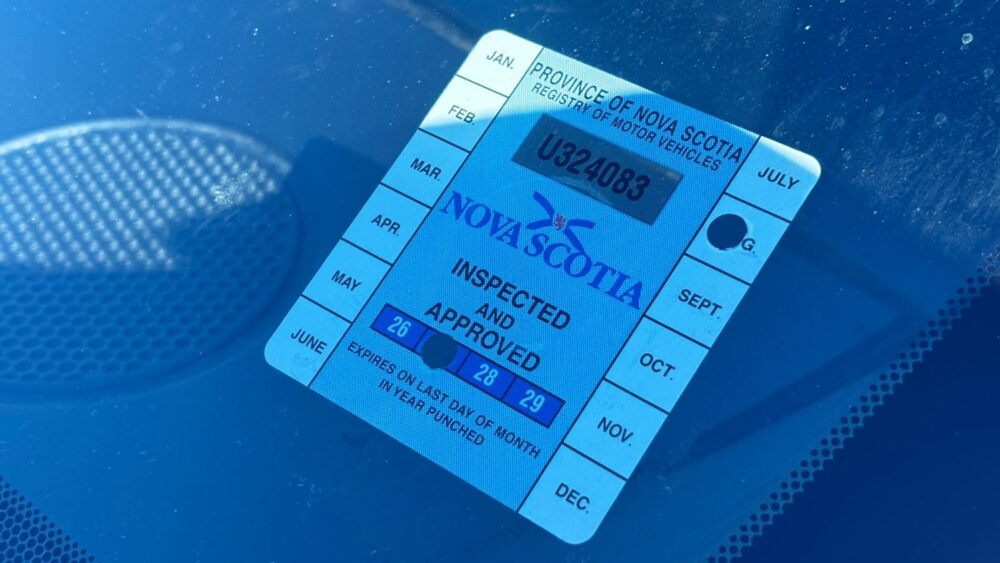 JAN.
FEB.
MAR.
APR.
MAY
JUNE
PROVINCE OF NOVA SCOTIA
REGISTRY OF MOTOR VEHICLES
U324083
NOVA SCOTIA
INSPECTED
AND
APPROVED
26 28 29
EXPIRES ON LAST DAY OF MONTH
IN YEAR PUNCHED
JULY
G.
SEPT.
OCT.
NOV.
DEC.